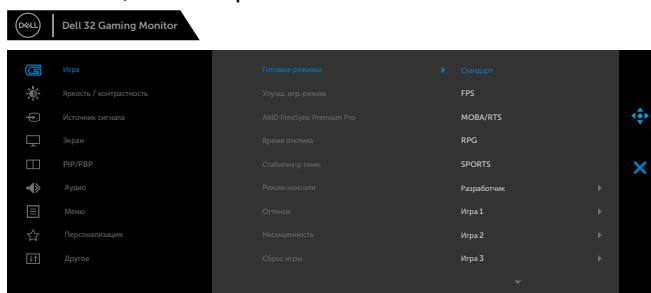 DELL
Dell 32 Gaming Monitor
Игра
Готовые режимы
Стандарт
Яркость / контрастность
Улучш. игр. режим
FPS
Источник сигнала
AMD FreeSync Premium Pro
MOBA/RTS
Экран
Время отклика
RPG
PIP/PBP
Стабилиз-р темн.
SPORTS
Аудио
Режим консоли
Разработчик
Меню
Оттенок
Игра 1
Персонализация
Насыщенность
Игра 2
Другое
Сброс игры
Игра 3